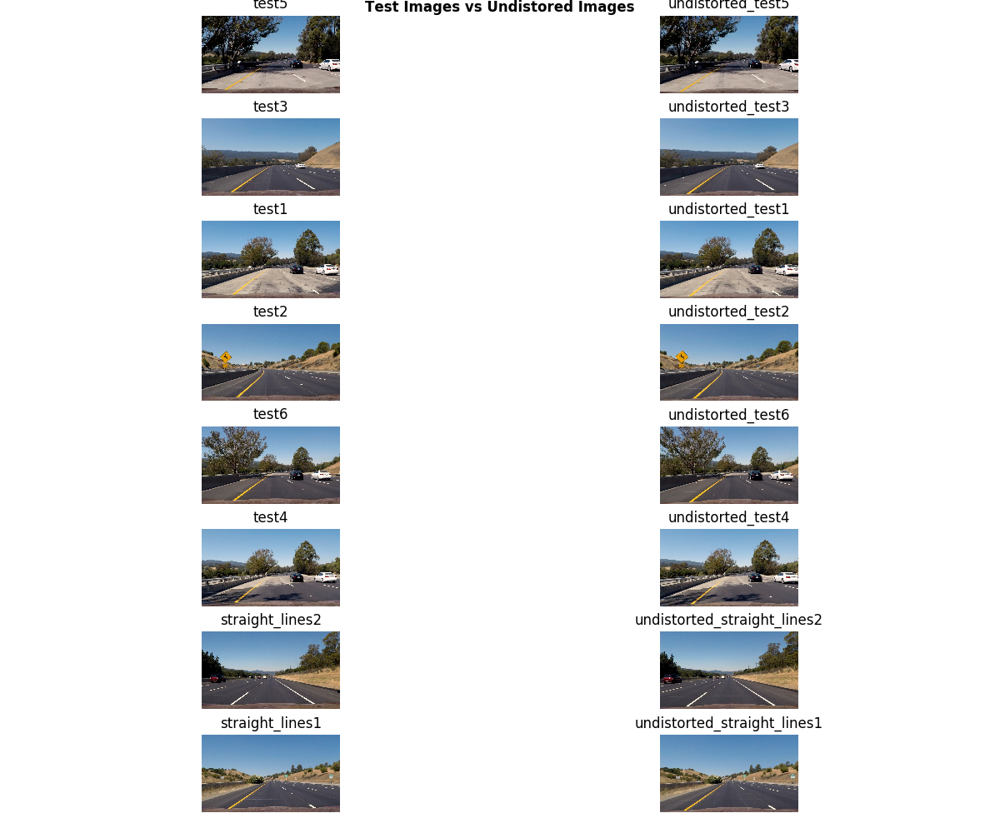 Test Images vs Undistored Images
test5
undistorted_test5
test3
undistorted_test3
test1
undistorted_test1
test2
undistorted_test2
test6
undistorted_test6
test4
undistorted_test4
straight_lines2
undistorted_straight_lines2
straight_lines1
undistorted_straight_lines1